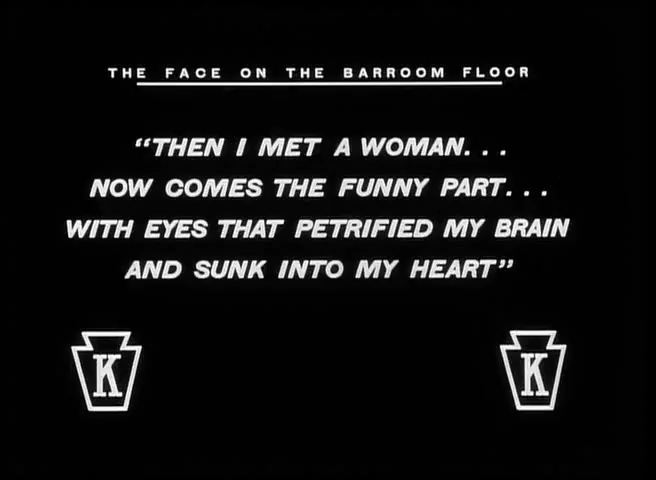 THE FACE ON THE BARROOM FLOOR
"THEN I MET A WOMAN...
NOW COMES THE FUNNY PART...
WITH EYES THAT PETRIFIED MY BRAIN
AND SUNK INTO MY HEART"
K K